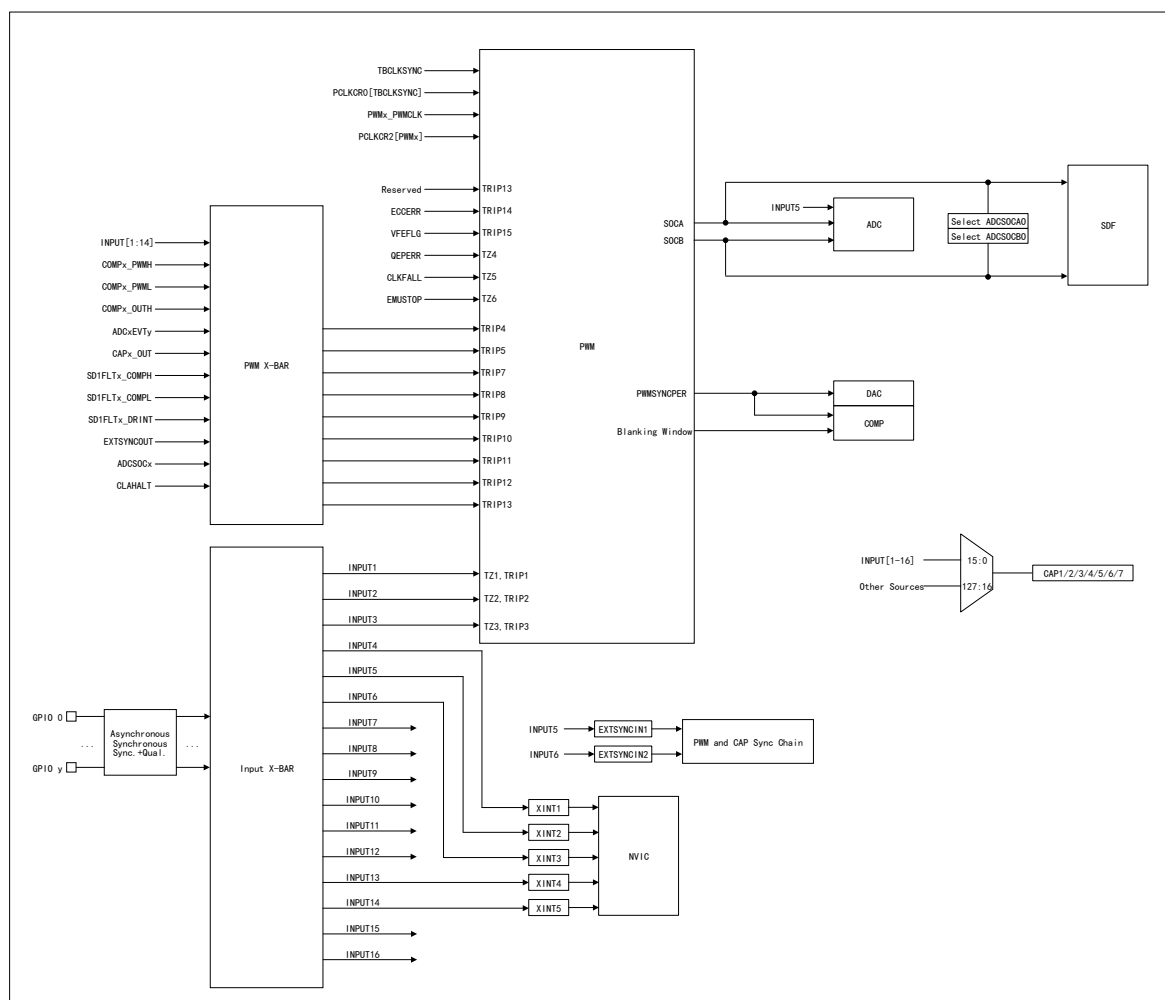 TBCLKSYNC
PCLKCR0[TBCLKSYNC]
PWMx_PWMCLK
PCLKCR2[PWMx]
Reserved
TRIP13
ECCERR
TRIP14
VFEFLG
TRIP15
QEPERR
TZ4
CLKFALL
TZ5
EMUSTOP
TZ6
INPUT[1:14]
COMPx_PWMH
COMPx_PWML
COMPx_OUTH
ADCxEVTy
CAPx_OUT
SD1FLTx_COMPH
SD1FLTx_COMPL
SD1FLTx_DRINT
EXTSYNCOUT
ADCSOCx
CLAHALT
PWM X-BAR
TRIP4
TRIP5
TRIP7
TRIP8
TRIP9
TRIP10
TRIP11
TRIP12
TRIP13
PWM
SOCA
SOCB
INPUT5
ADC
Select ADCSOCAO
Select ADCSOCBO
SDF
PWMSYNCPER
Blanking Window
DAC
COMP
INPUT[1-16]
Other Sources
15:0
127:16
CAP1/2/3/4/5/6/7
GPIO 0
...
GPIO y
Asynchronous
Synchronous
Sync.+Qual.
...
Input X-BAR
INPUT1
TZ1,TRIP1
INPUT2
TZ2,TRIP2
INPUT3
TZ3,TRIP3
INPUT4
INPUT5
INPUT6
INPUT7
INPUT8
INPUT9
INPUT10
INPUT11
INPUT12
INPUT13
INPUT14
INPUT15
INPUT16
INPUT5
EXTSYNCIN1
INPUT6
EXTSYNCIN2
PWM and CAP Sync Chain
XINT1
XINT2
XINT3
XINT4
XINT5
NVIC